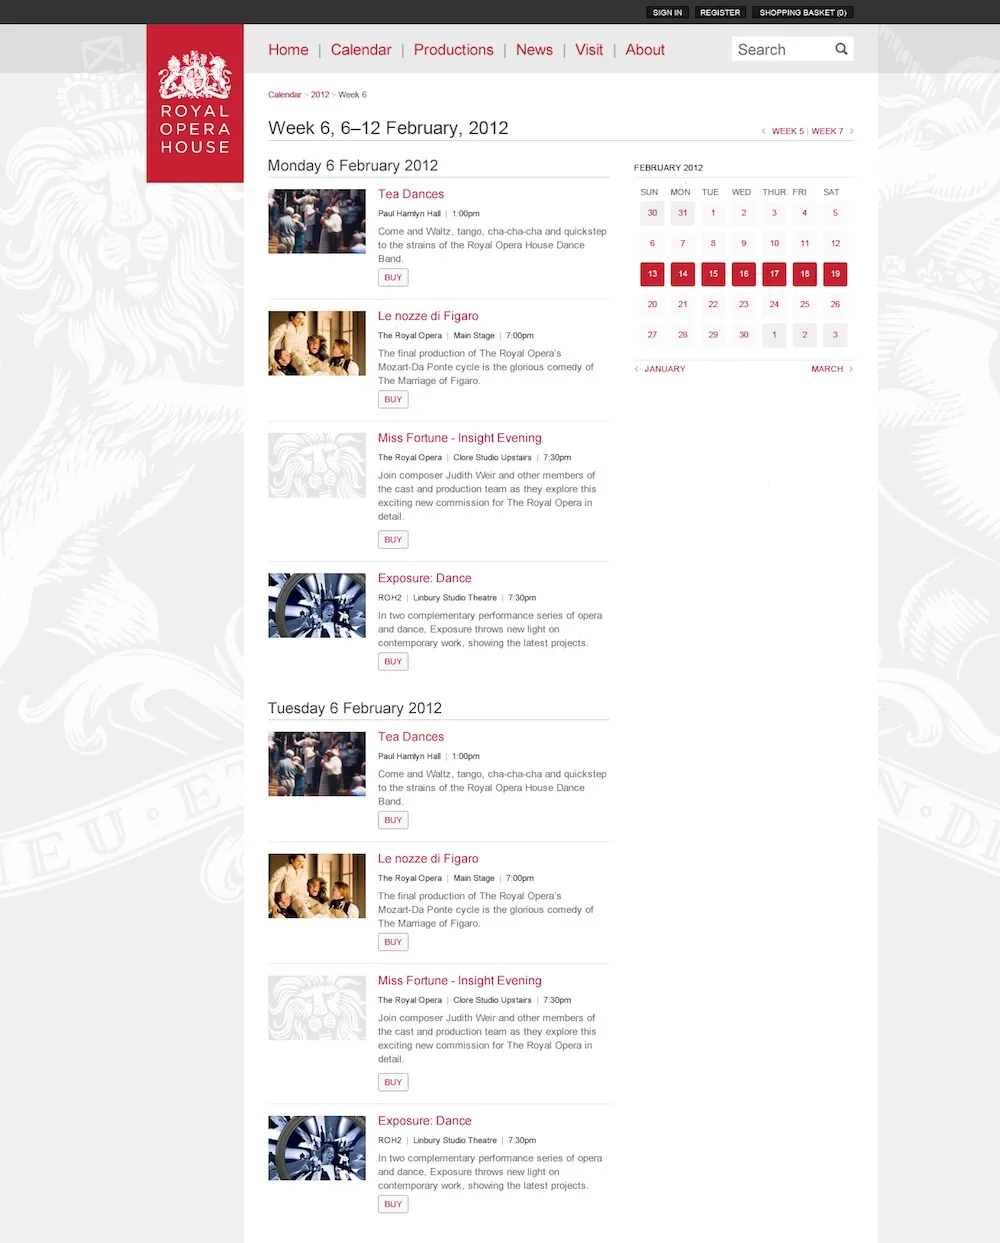 SIGN IN
REGISTER
SHOPPING BASKET (0)
ROYAL
OPERA
HOUSE
Home | Calendar | Productions | News | Visit | About
Search
Calendar > 2012 > Week 6
Week 6, 6–12 February, 2012
< WEEK 5 | WEEK 7 >
Monday 6 February 2012
Tea Dances
Paul Hamlyn Hall | 1:00pm
Come and Waltz, tango, cha-cha-cha and quickstep
to the strains of the Royal Opera House Dance
Band.
BUY
Le nozze di Figaro
The Royal Opera | Main Stage | 7:00pm
The final production of The Royal Opera's
Mozart-Da Ponte cycle is the glorious comedy of
The Marriage of Figaro.
BUY
Miss Fortune - Insight Evening
The Royal Opera | Clore Studio Upstairs | 7:30pm
Join composer Judith Weir and other members of
the cast and production team as they explore this
exciting new commission for The Royal Opera in
detail.
BUY
Exposure: Dance
ROH2 | Linbury Studio Theatre | 7:30pm
In two complementary performance series of opera
and dance, Exposure throws new light on
contemporary work, showing the latest projects.
BUY
Tuesday 6 February 2012
Tea Dances
Paul Hamlyn Hall | 1:00pm
Come and Waltz, tango, cha-cha-cha and quickstep
to the strains of the Royal Opera House Dance
Band.
BUY
Le nozze di Figaro
The Royal Opera | Main Stage | 7:00pm
The final production of The Royal Opera's
Mozart-Da Ponte cycle is the glorious comedy of
The Marriage of Figaro.
BUY
Miss Fortune - Insight Evening
The Royal Opera | Clore Studio Upstairs | 7:30pm
Join composer Judith Weir and other members of
the cast and production team as they explore this
exciting new commission for The Royal Opera in
detail.
BUY
Exposure: Dance
ROH2 | Linbury Studio Theatre | 7:30pm
In two complementary performance series of opera
and dance, Exposure throws new light on
contemporary work, showing the latest projects.
BUY
FEBRUARY 2012
SUN MON TUE WED THUR FRI SAT
30 31 1 2 3 4 5
6 7 8 9 10 11 12
13 14 15 16 17 18 19
20 21 22 23 24 25 26
27 28 29 30 1 2 3
< JANUARY
MARCH >